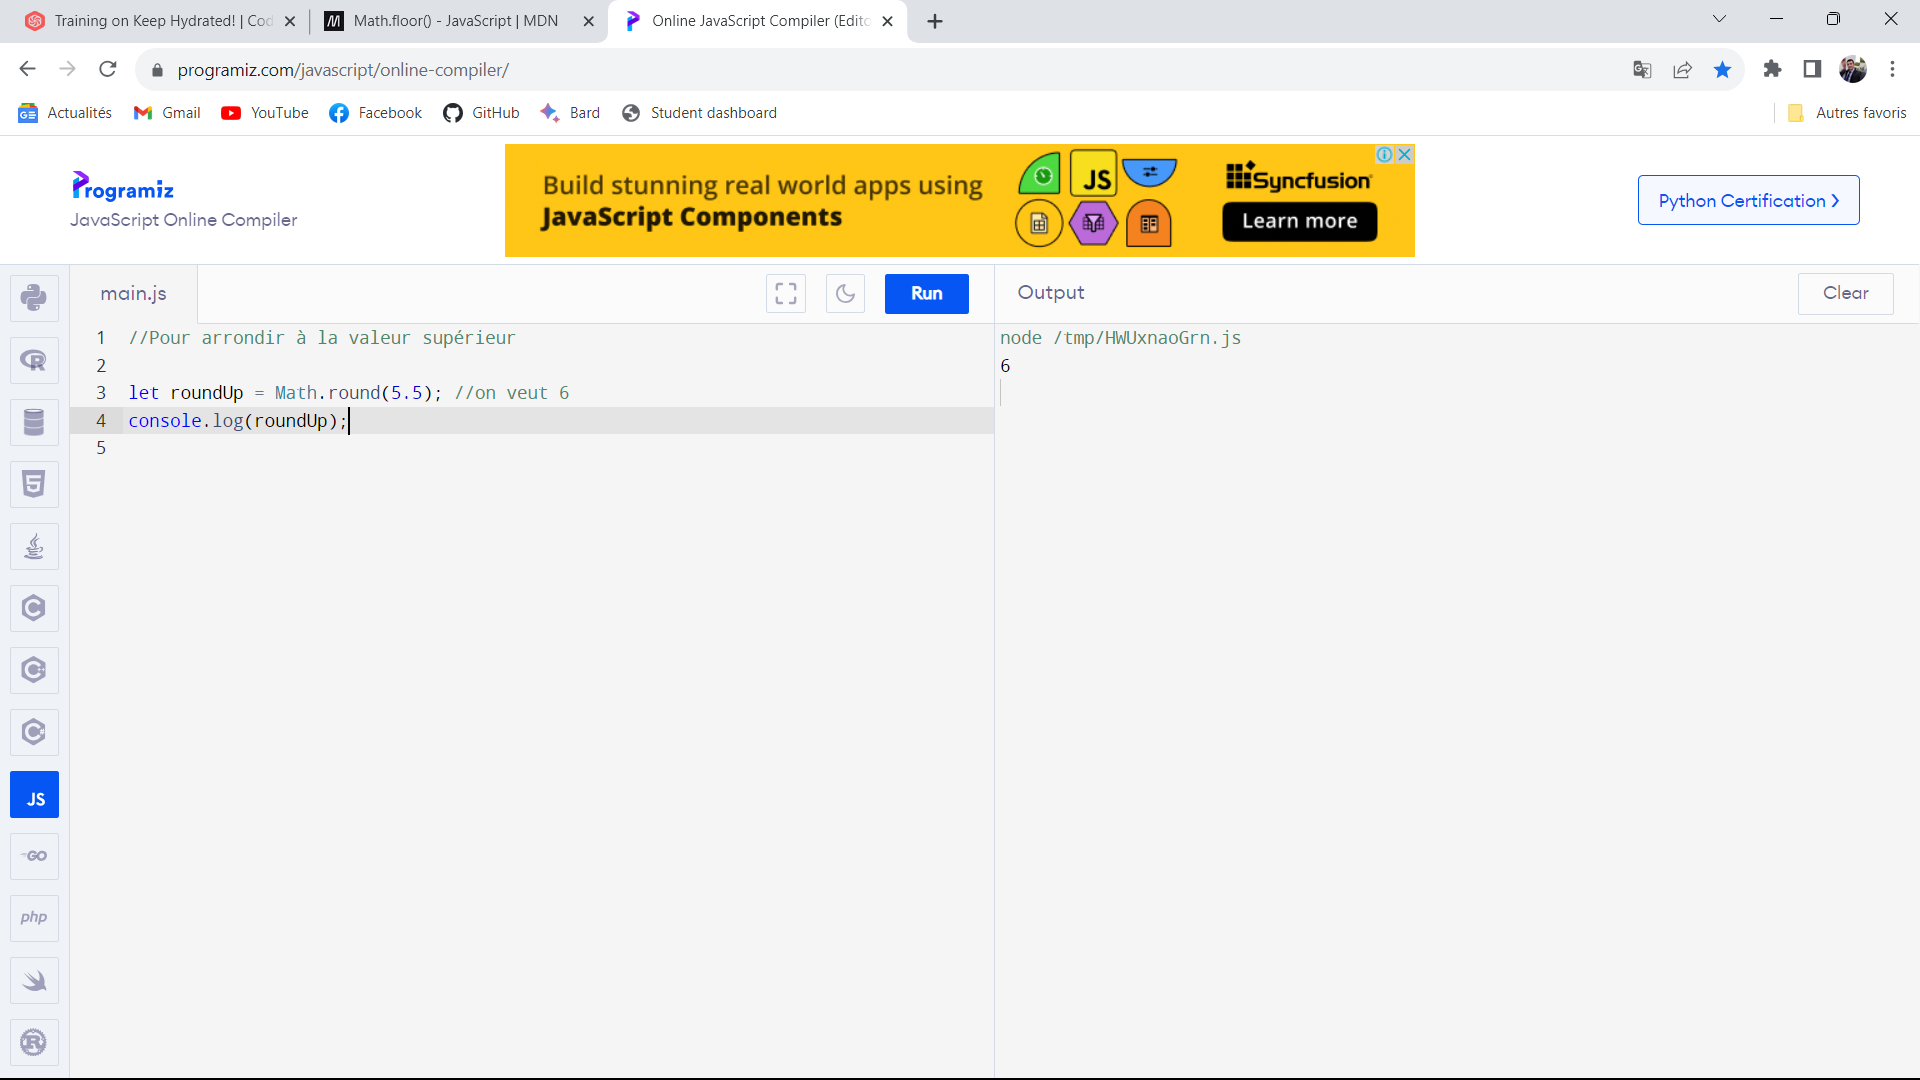 Training on Keep Hydrated! | Cod
Math.floor() - JavaScript | MDN
Online JavaScript Compiler (Edito
programiz.com/javascript/online-compiler/
Actualités
Gmail
YouTube
Facebook
GitHub
Bard
Student dashboard
Autres favoris
Programiz
JavaScript Online Compiler
Build stunning real world apps using
JavaScript Components
JS
Syncfusion
Learn more
Python Certification
main.js
Run
Output
Clear
1 //Pour arrondir à la valeur supérieur
2
3 let roundUp = Math.round(5.5); //on veut 6
4 console.log(roundUp);
5
node /tmp/HWUxnaoGrn.js
6
JS
GO
php